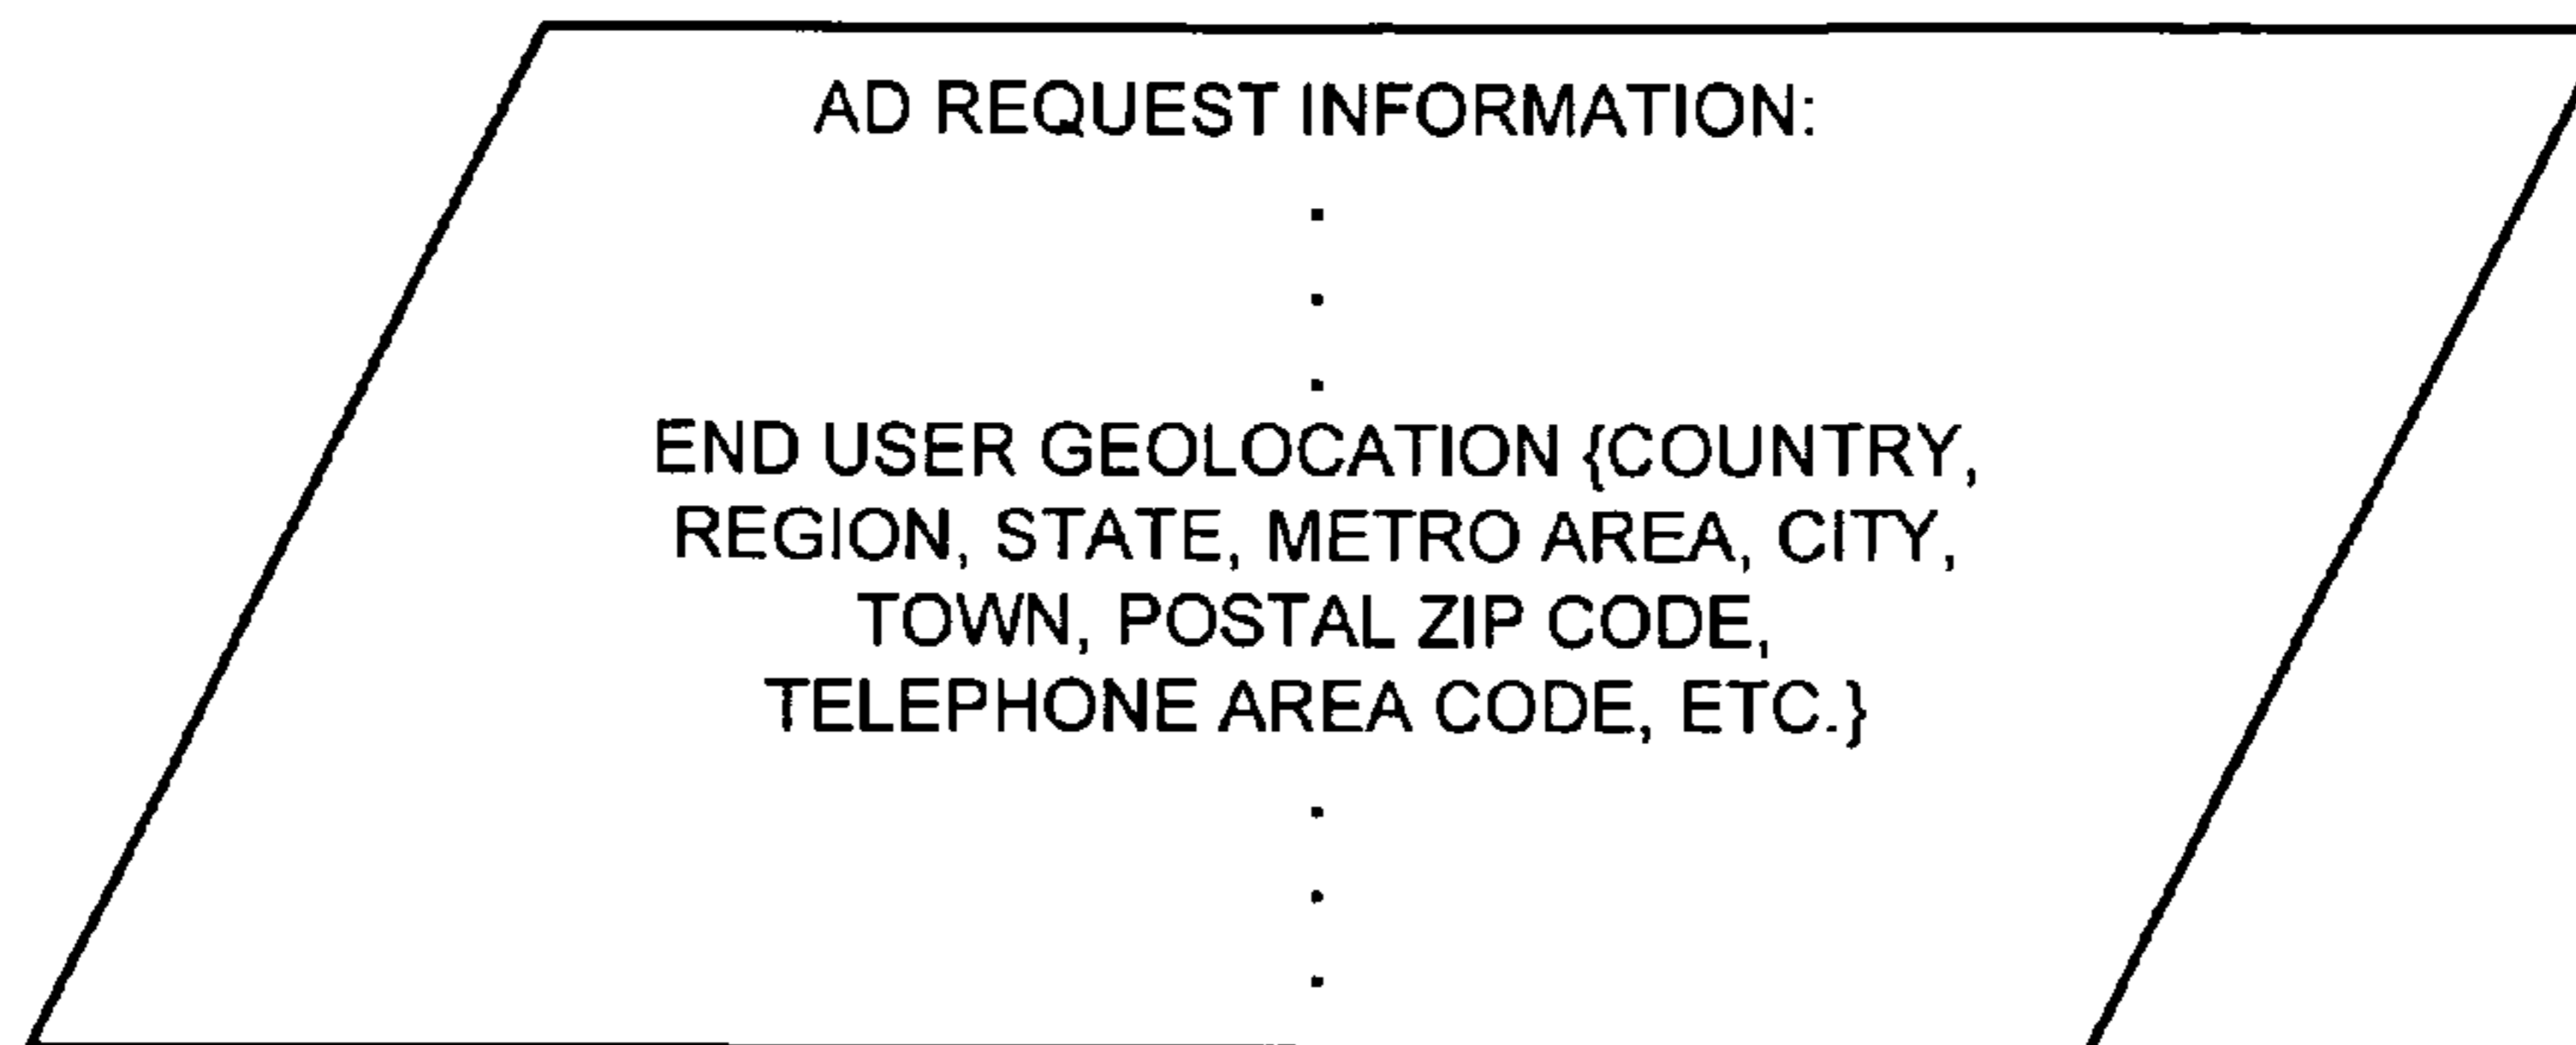 AD REQUEST INFORMATION:
.
.
.
END USER GEOLOCATION {COUNTRY,
REGION, STATE, METRO AREA, CITY,
TOWN, POSTAL ZIP CODE,
TELEPHONE AREA CODE, ETC.}
.
.
.